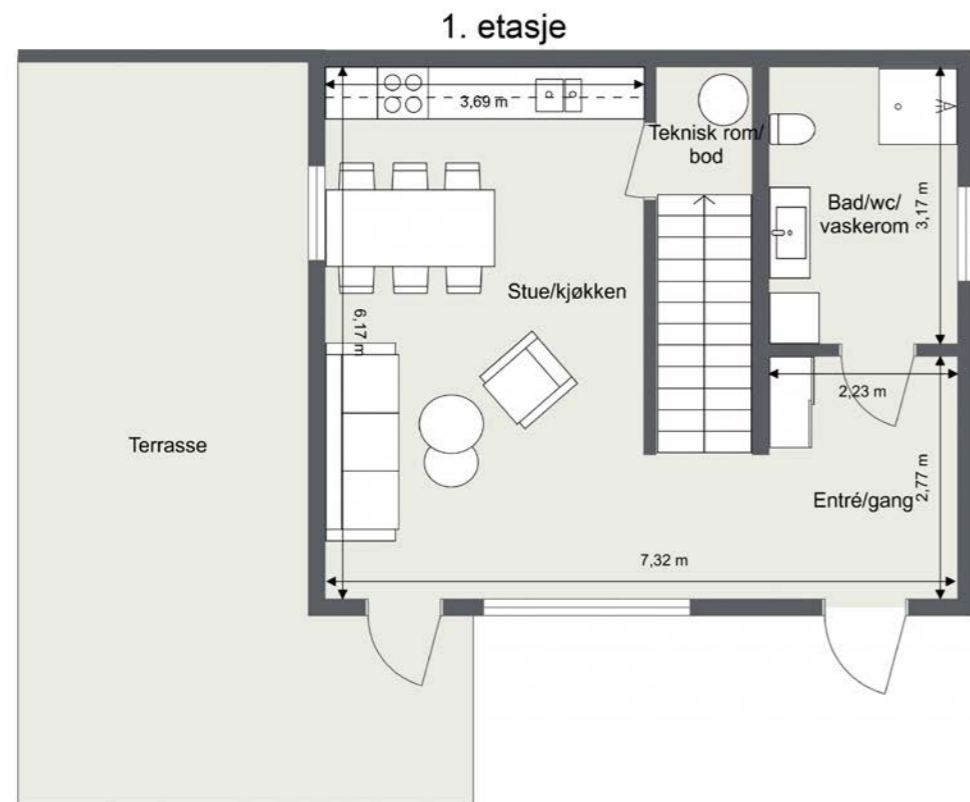 1. etasje
3,69 m
Teknisk rom/
bod
Bad/wc/
vaskerom
3,17 m
Stue/kjøkken
6,17 m
2,23 m
Terrasse
Entré/gang
2,77 m
7,32 m